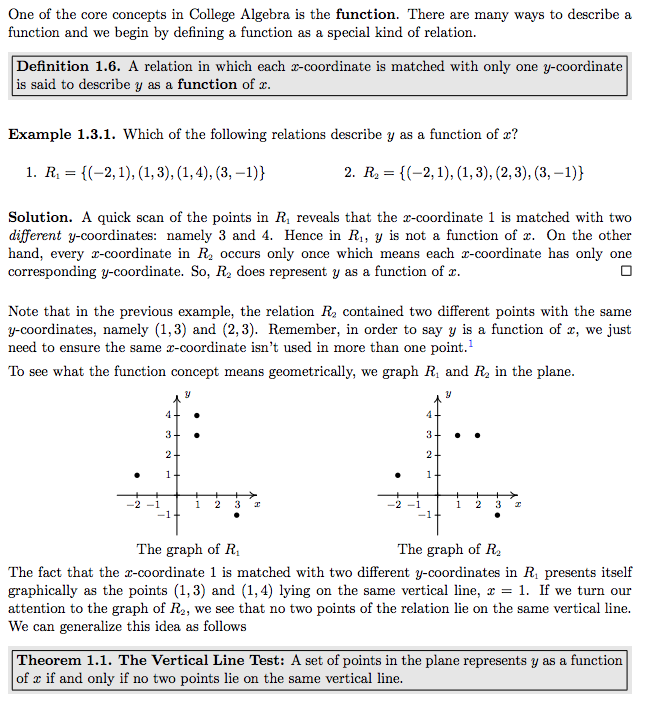 One of the core concepts in College Algebra is the function. There are many ways to describe a
function and we begin by defining a function as a special kind of relation.
Definition 1.6. A relation in which each x-coordinate is matched with only one y-coordinate
is said to describe y as a function of x.
Example 1.3.1. Which of the following relations describe y as a function of x?
1. R₁ = {(−2, 1), (1, 3), (1, 4), (3, −1)}
2. R₂ = {(−2, 1), (1, 3), (2, 3), (3, −1)}
Solution. A quick scan of the points in R₁ reveals that the x-coordinate 1 is matched with two
different y-coordinates: namely 3 and 4. Hence in R₁, y is not a function of x. On the other
hand, every x-coordinate in R₂ occurs only once which means each x-coordinate has only one
corresponding y-coordinate. So, R₂ does represent y as a function of x. □
Note that in the previous example, the relation R₂ contained two different points with the same
y-coordinates, namely (1, 3) and (2, 3). Remember, in order to say y is a function of x, we just
need to ensure the same x-coordinate isn't used in more than one point.¹
To see what the function concept means geometrically, we graph R₁ and R₂ in the plane.
y
4
3
2
1
−2 −1 1 2 3 x
−1
The graph of R₁
y
4
3
2
1
−2 −1 1 2 3 x
−1
The graph of R₂
The fact that the x-coordinate 1 is matched with two different y-coordinates in R₁ presents itself
graphically as the points (1, 3) and (1, 4) lying on the same vertical line, x = 1. If we turn our
attention to the graph of R₂, we see that no two points of the relation lie on the same vertical line.
We can generalize this idea as follows
Theorem 1.1. The Vertical Line Test: A set of points in the plane represents y as a function
of x if and only if no two points lie on the same vertical line.